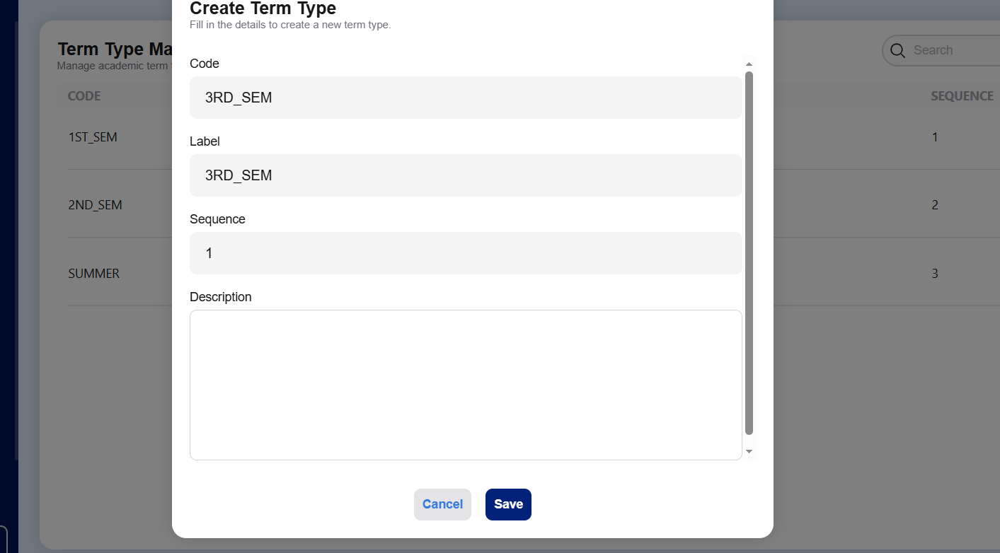 Create Term Type
Fill in the details to create a new term type.
Term Type Ma
Manage academic term
Search
CODE
SEQUENCE
1ST_SEM
1
2ND_SEM
2
SUMMER
3
Code
3RD_SEM
Label
3RD_SEM
Sequence
1
Description
Cancel
Save